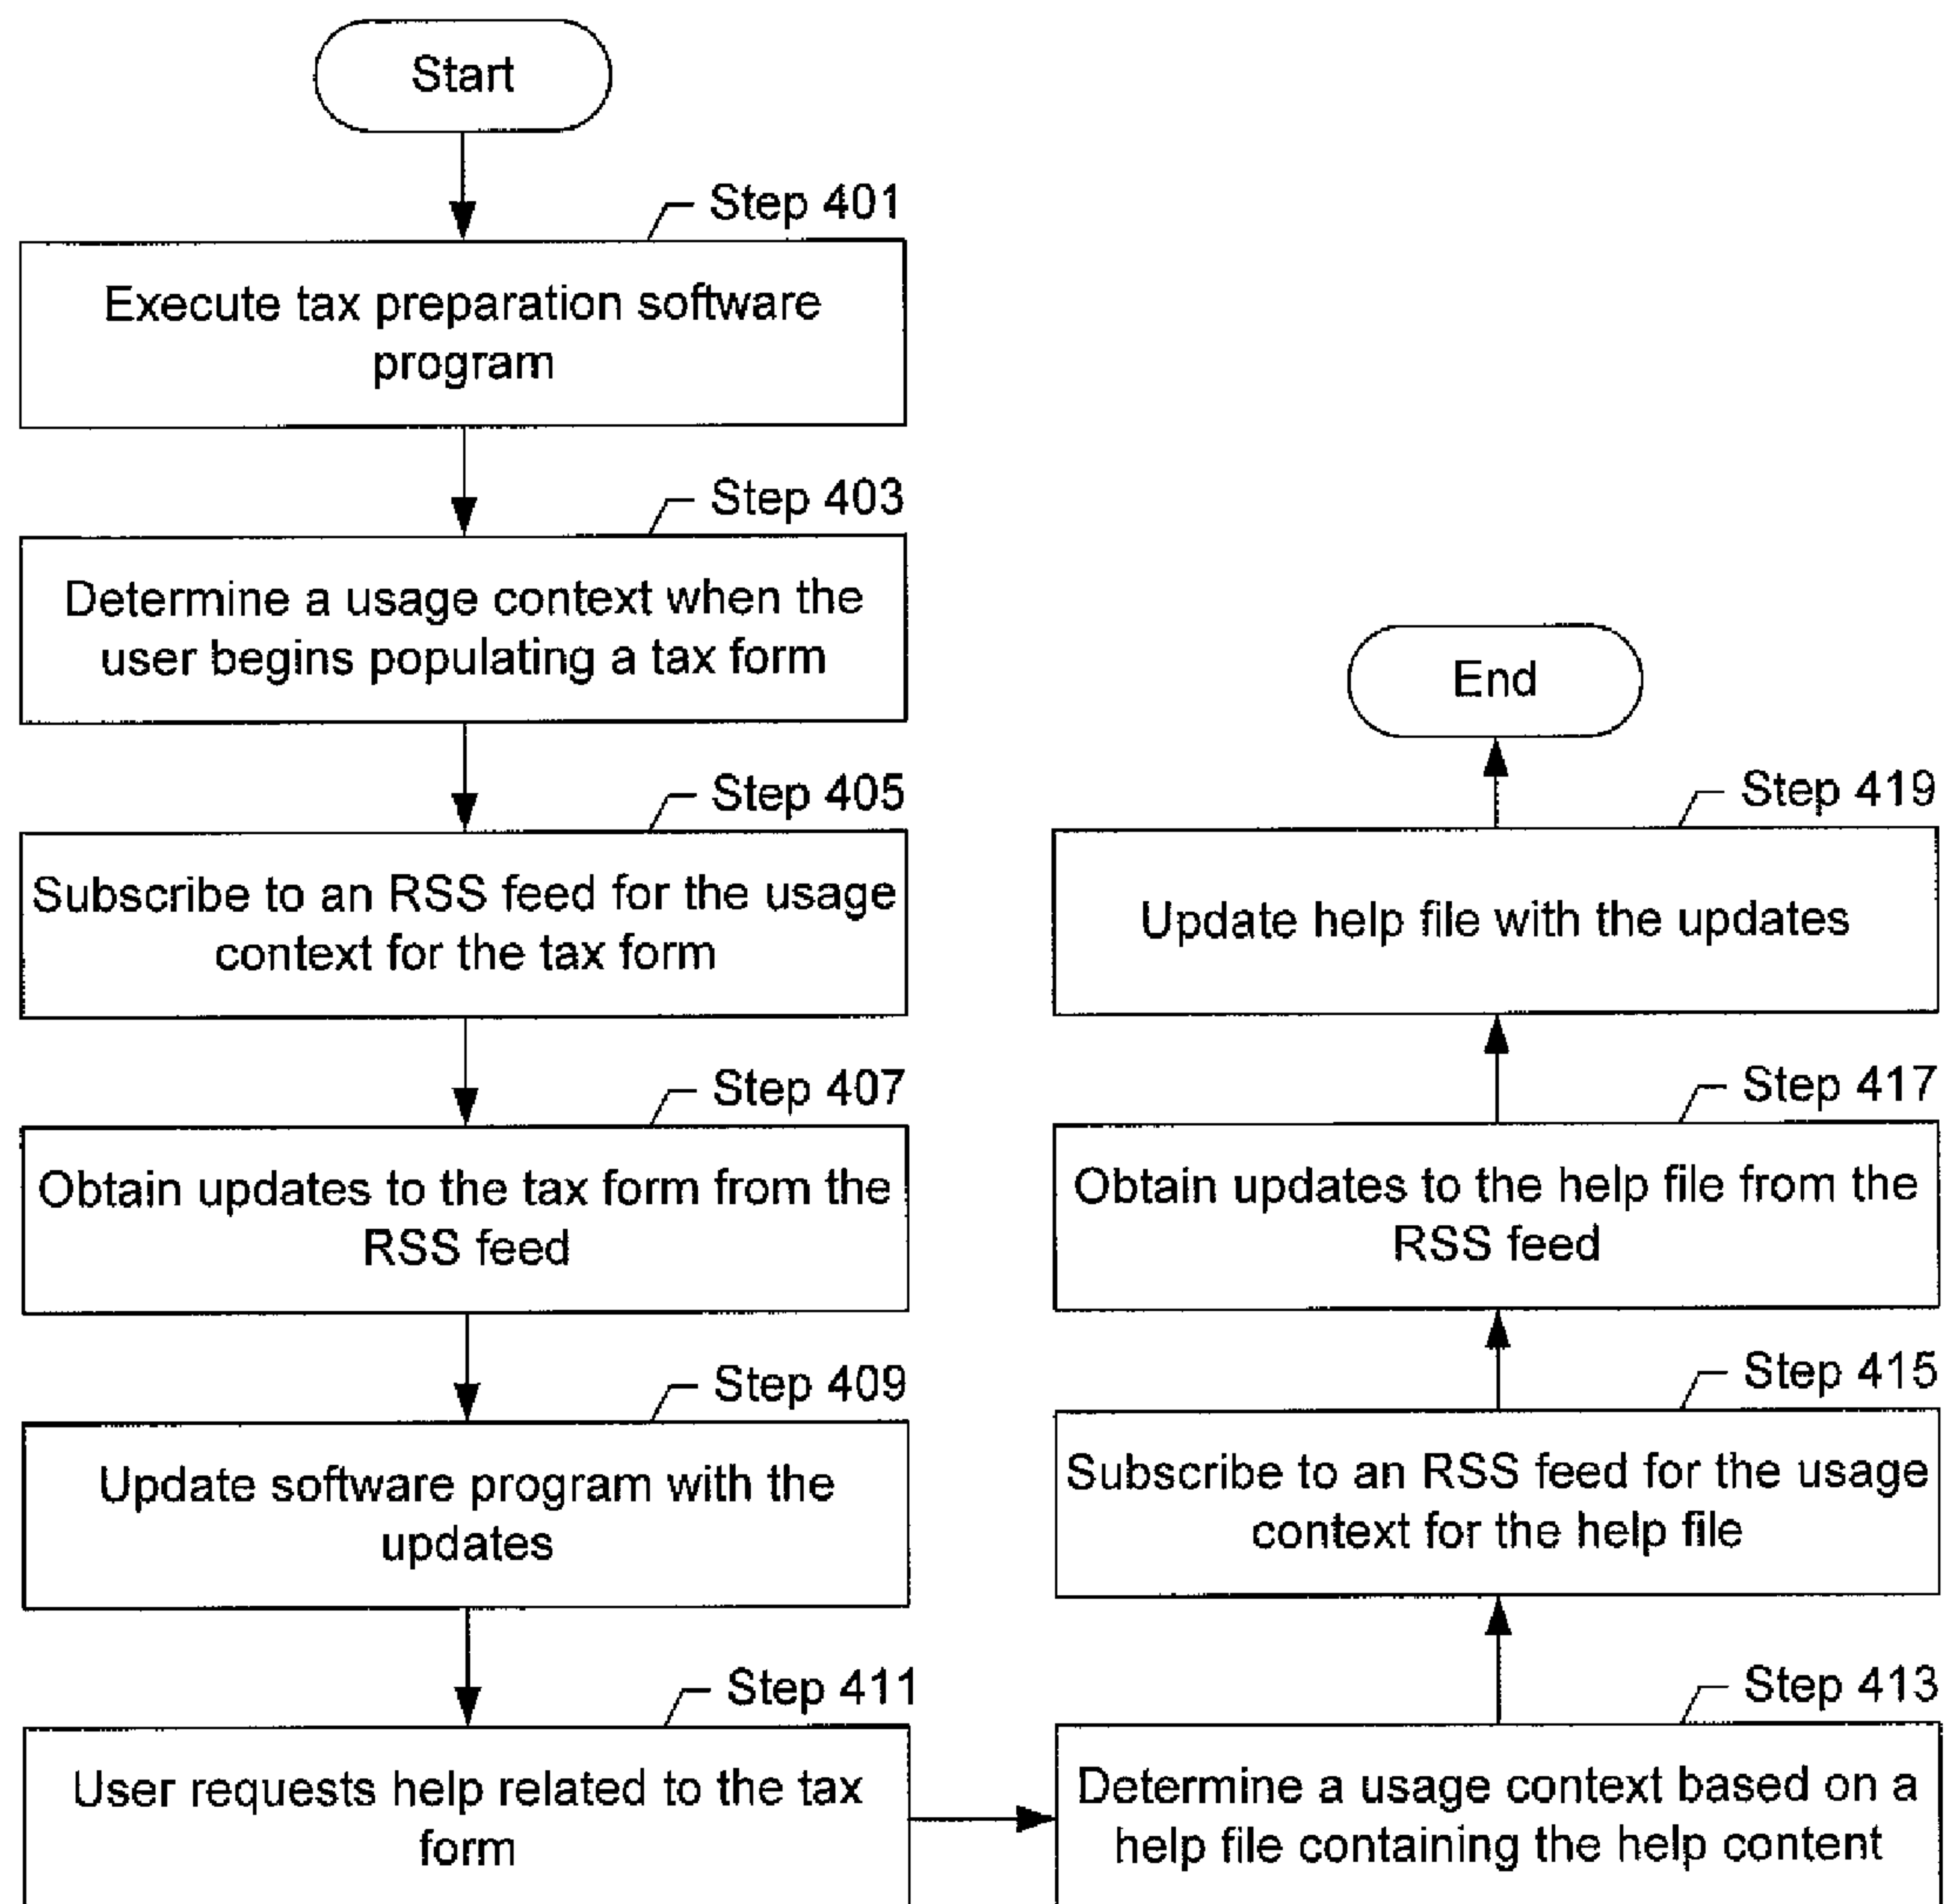 Start
Step 401
Execute tax preparation software
program
Step 403
Determine a usage context when the
user begins populating a tax form
Step 405
Subscribe to an RSS feed for the usage
context for the tax form
Step 407
Obtain updates to the tax form from the
RSS feed
Step 409
Update software program with the
updates
Step 411
User requests help related to the tax
form
Step 413
Determine a usage context based on a
help file containing the help content
Step 415
Subscribe to an RSS feed for the usage
context for the help file
Step 417
Obtain updates to the help file from the
RSS feed
Step 419
Update help file with the updates
End